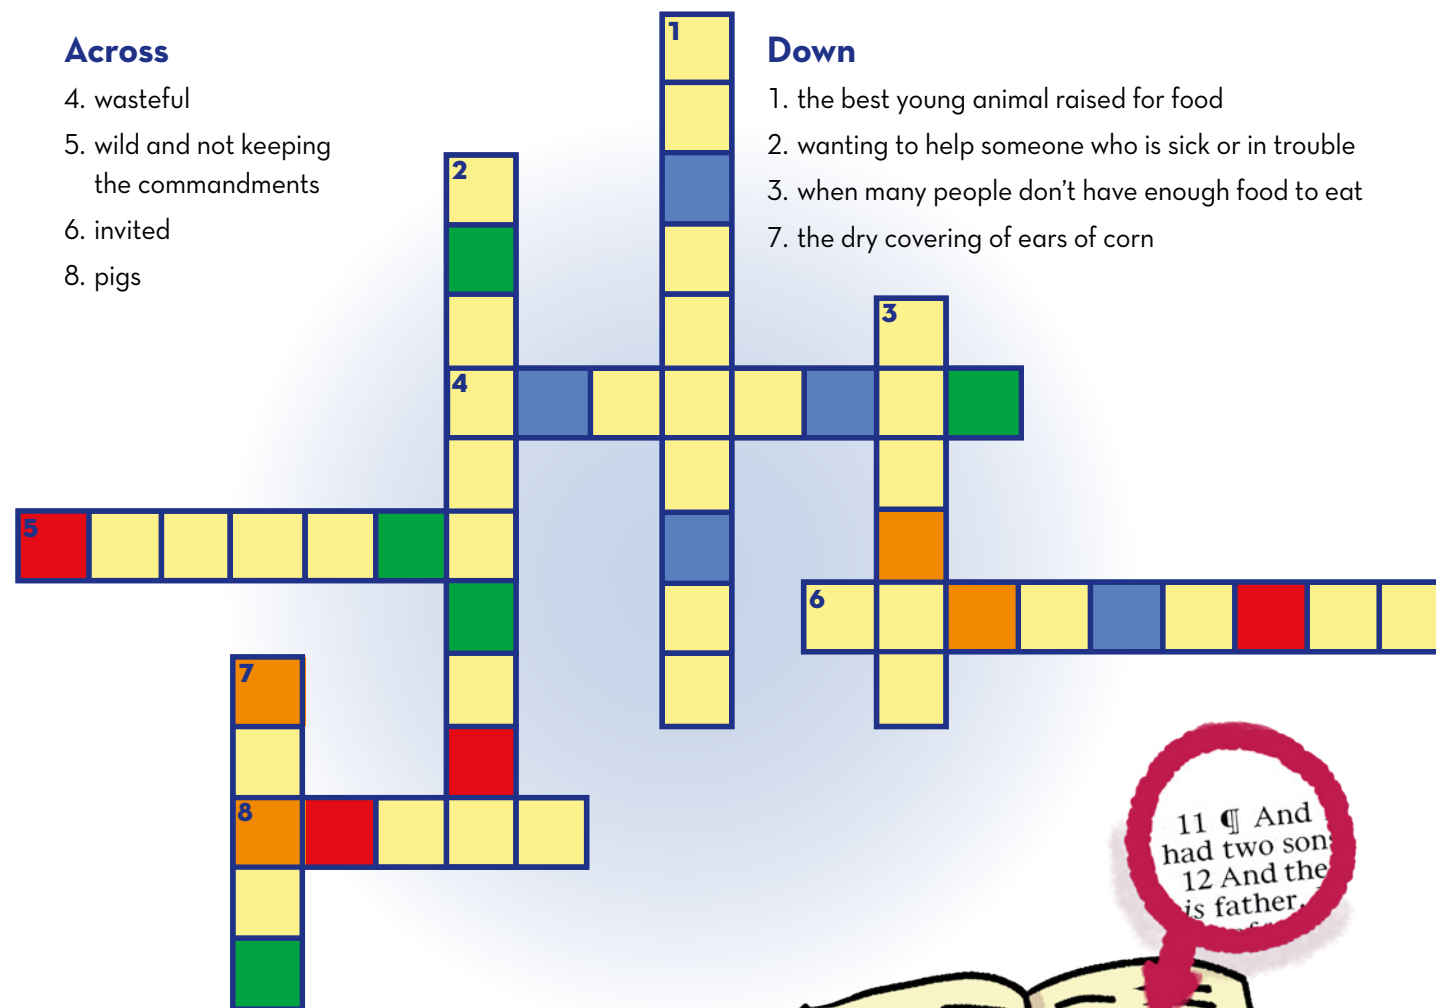 Across
4. wasteful
5. wild and not keeping
the commandments
6. invited
8. pigs
Down
1. the best young animal raised for food
2. wanting to help someone who is sick or in trouble
3. when many people don’t have enough food to eat
7. the dry covering of ears of corn
1
2
3
4
5
6
7
8
11 ¶ And
had two sons
12 And the
is father.